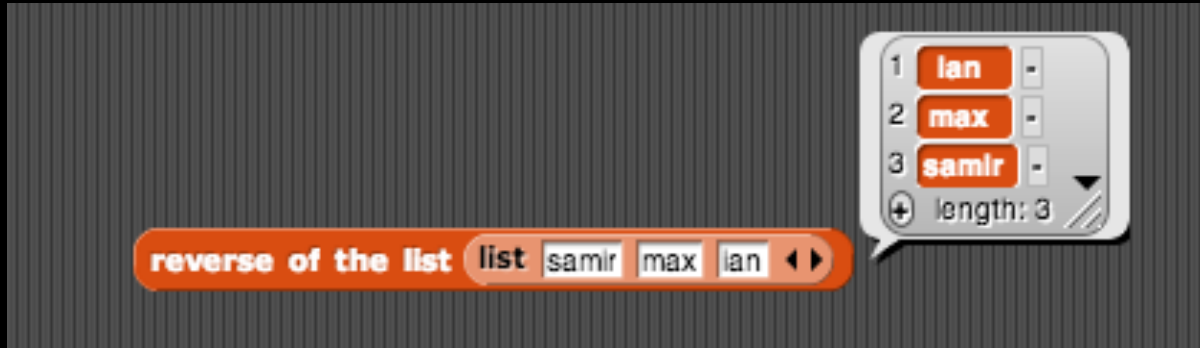 1 ian -
2 max -
3 samir -
+ length: 3
reverse of the list list samir max ian